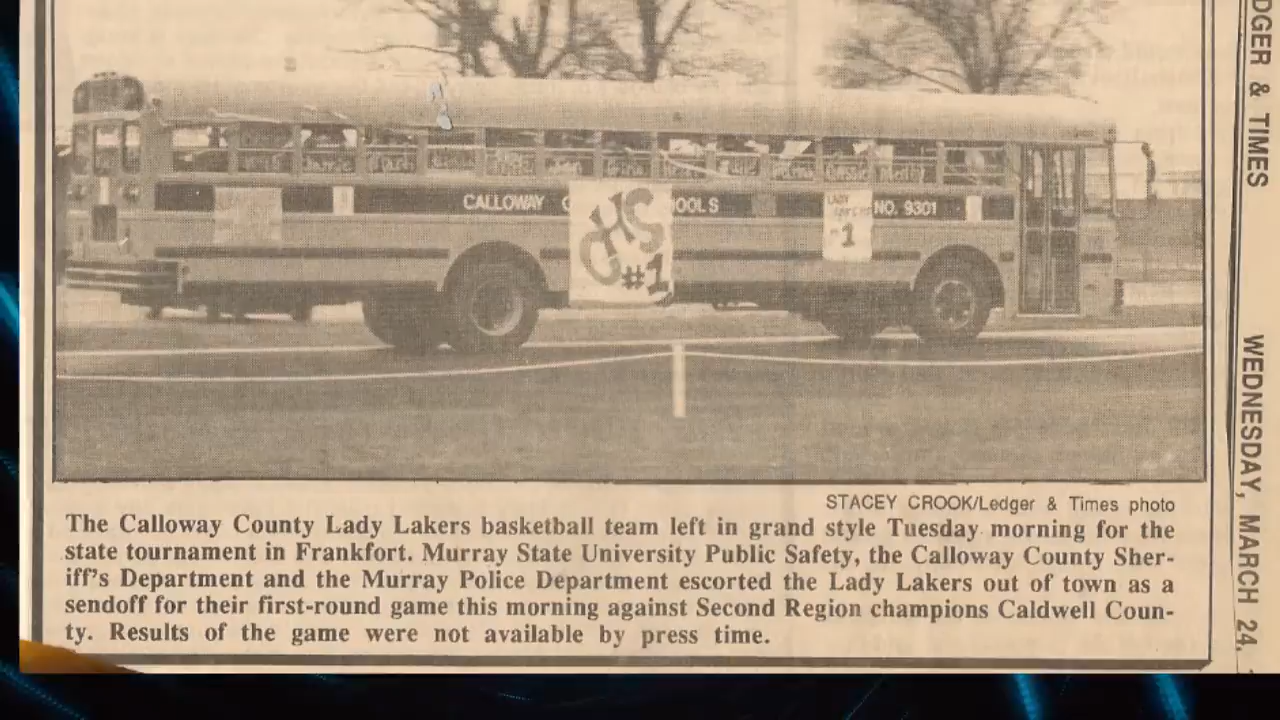 CALLOWAY
OOLS
NO. 9301
CHS
#1
LADY
LAKERS
1
STACEY CROOK/Ledger & Times photo
The Calloway County Lady Lakers basketball team left in grand style Tuesday morning for the
state tournament in Frankfort. Murray State University Public Safety, the Calloway County Sher-
iff's Department and the Murray Police Department escorted the Lady Lakers out of town as a
sendoff for their first-round game this morning against Second Region champions Caldwell Coun-
ty. Results of the game were not available by press time.
DGER & TIMES
WEDNESDAY, MARCH 24,